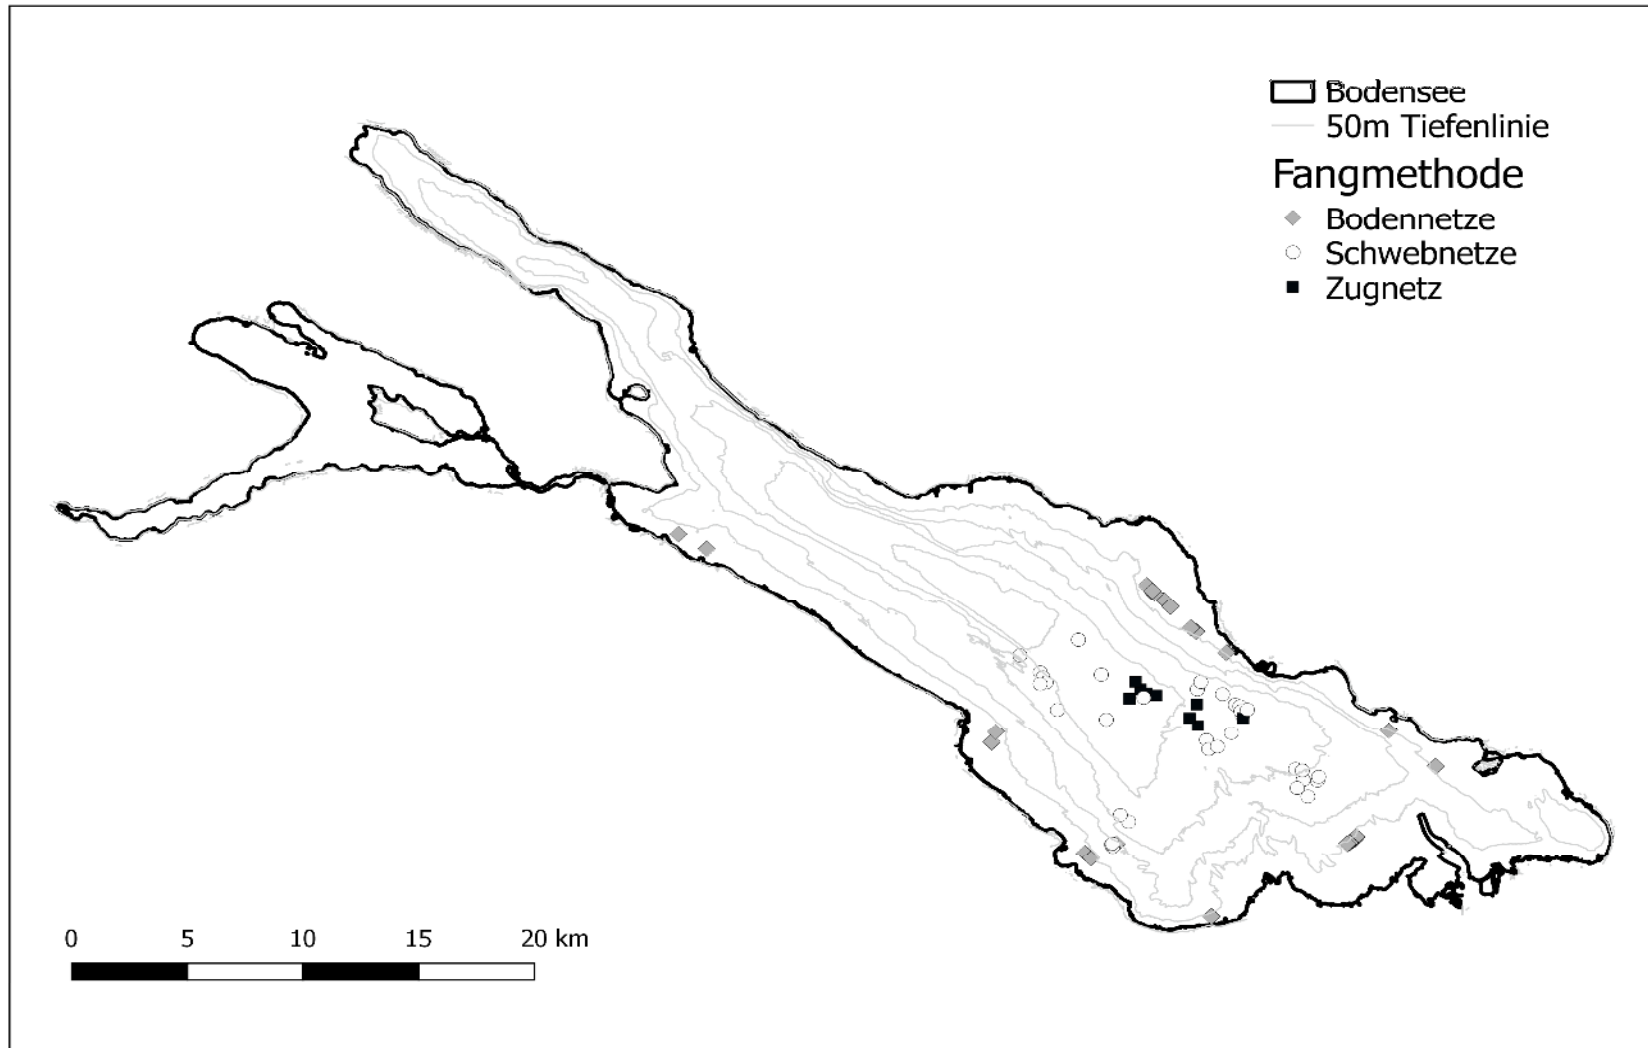 Bodensee
50m Tiefenlinie
Fangmethode
Bodennetze
Schwebnetze
Zugnetz
0 5 10 15 20 km